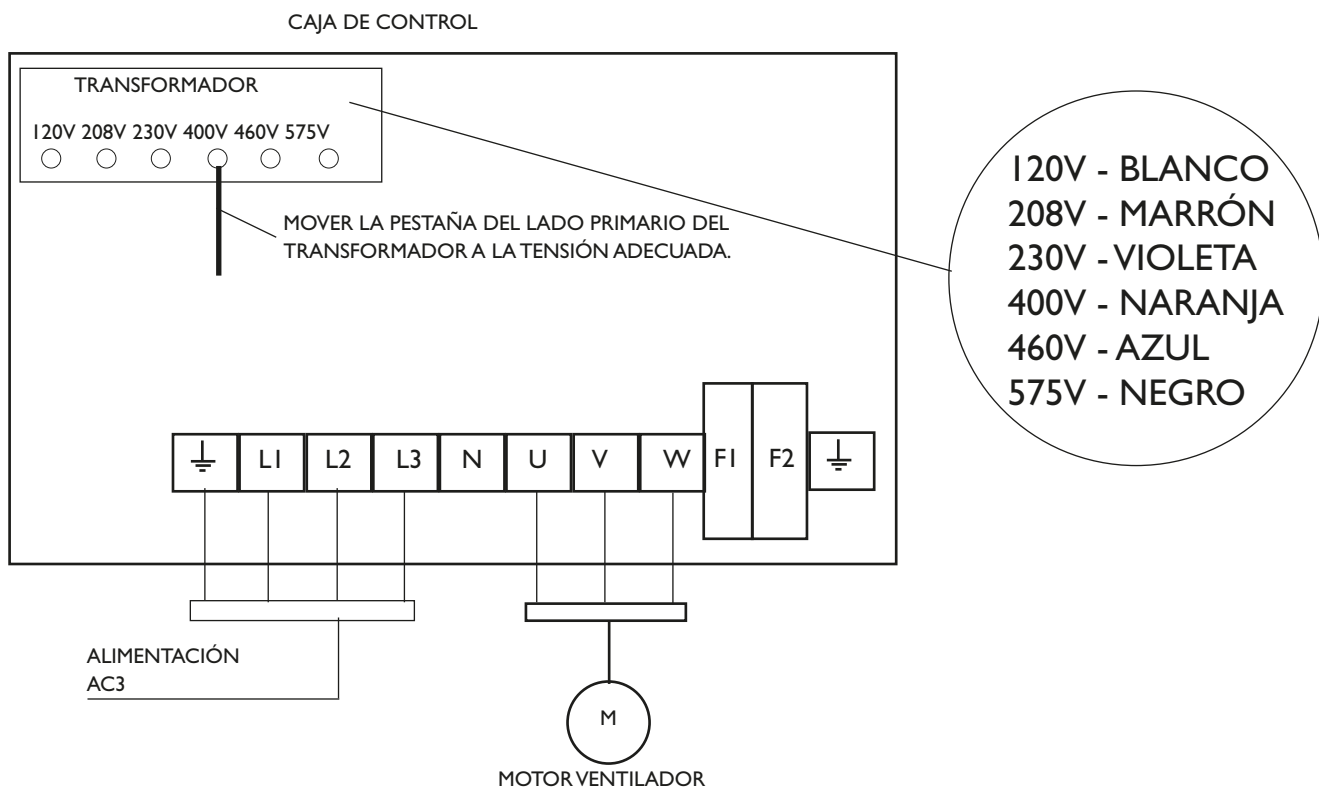 CAJA DE CONTROL
TRANSFORMADOR
120V 208V 230V 400V 460V 575V
MOVER LA PESTAÑA DEL LADO PRIMARIO DEL
TRANSFORMADOR A LA TENSIÓN ADECUADA.
120V - BLANCO
208V - MARRÓN
230V - VIOLETA
400V - NARANJA
460V - AZUL
575V - NEGRO
L1 L2 L3 N U V W F1 F2
ALIMENTACIÓN
AC3
M
MOTOR VENTILADOR